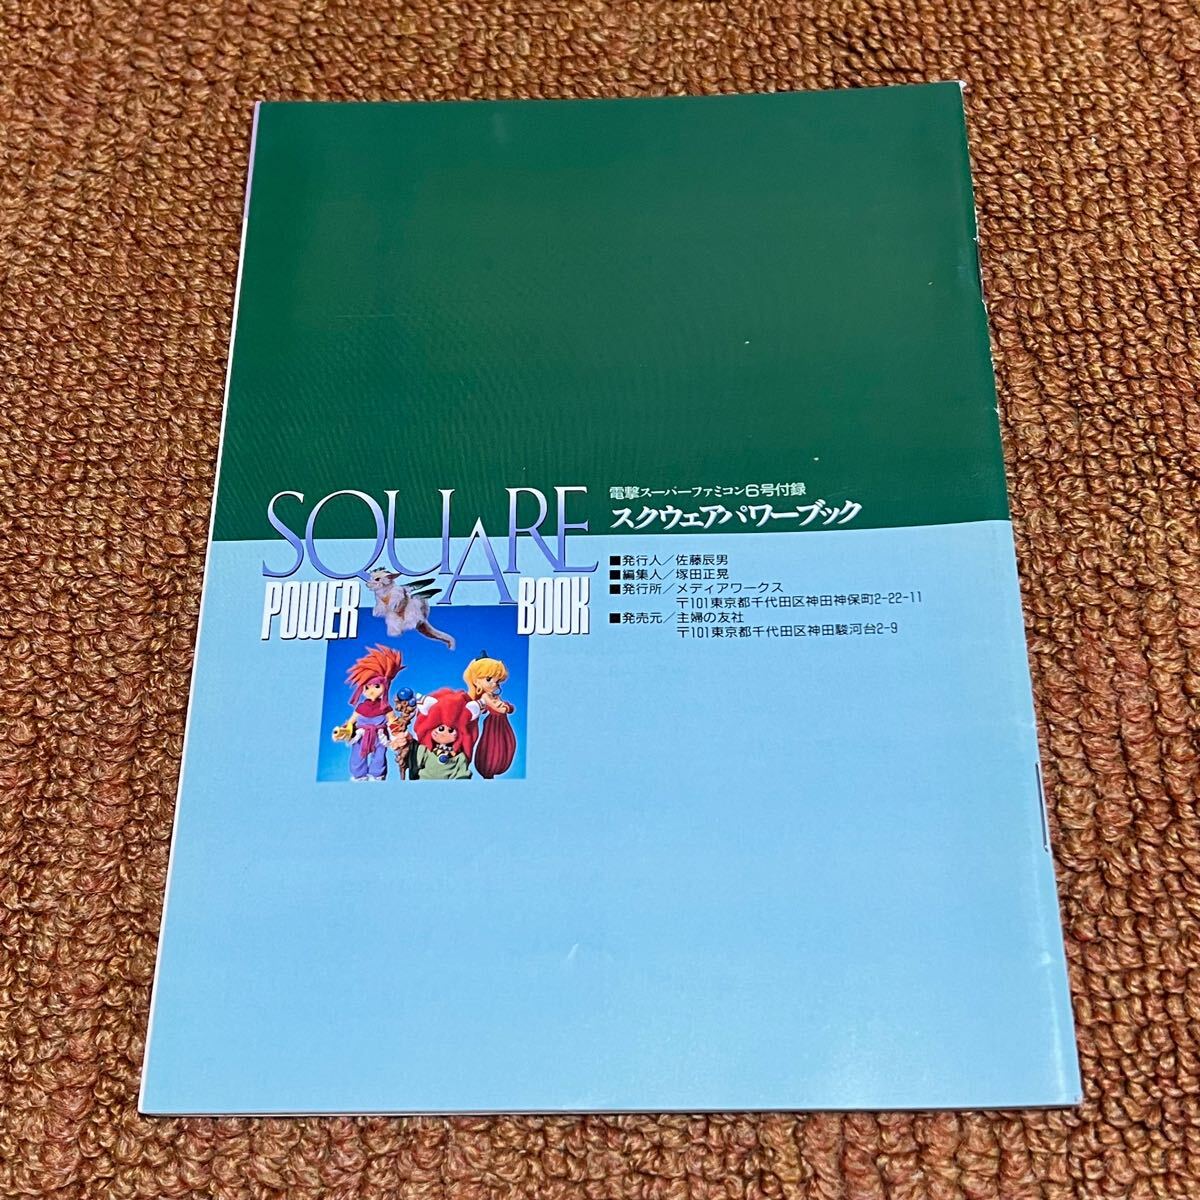 SQUARE
POWER BOOK
電撃スーパーファミコン6号付録
スクウェアパワーブック
■発行人／佐藤辰男
■編集人／塚田正晃
■発行所／メディアワークス
〒101東京都千代田区神田神保町2-22-11
■発売元／主婦の友社
〒101東京都千代田区神田駿河台2-9